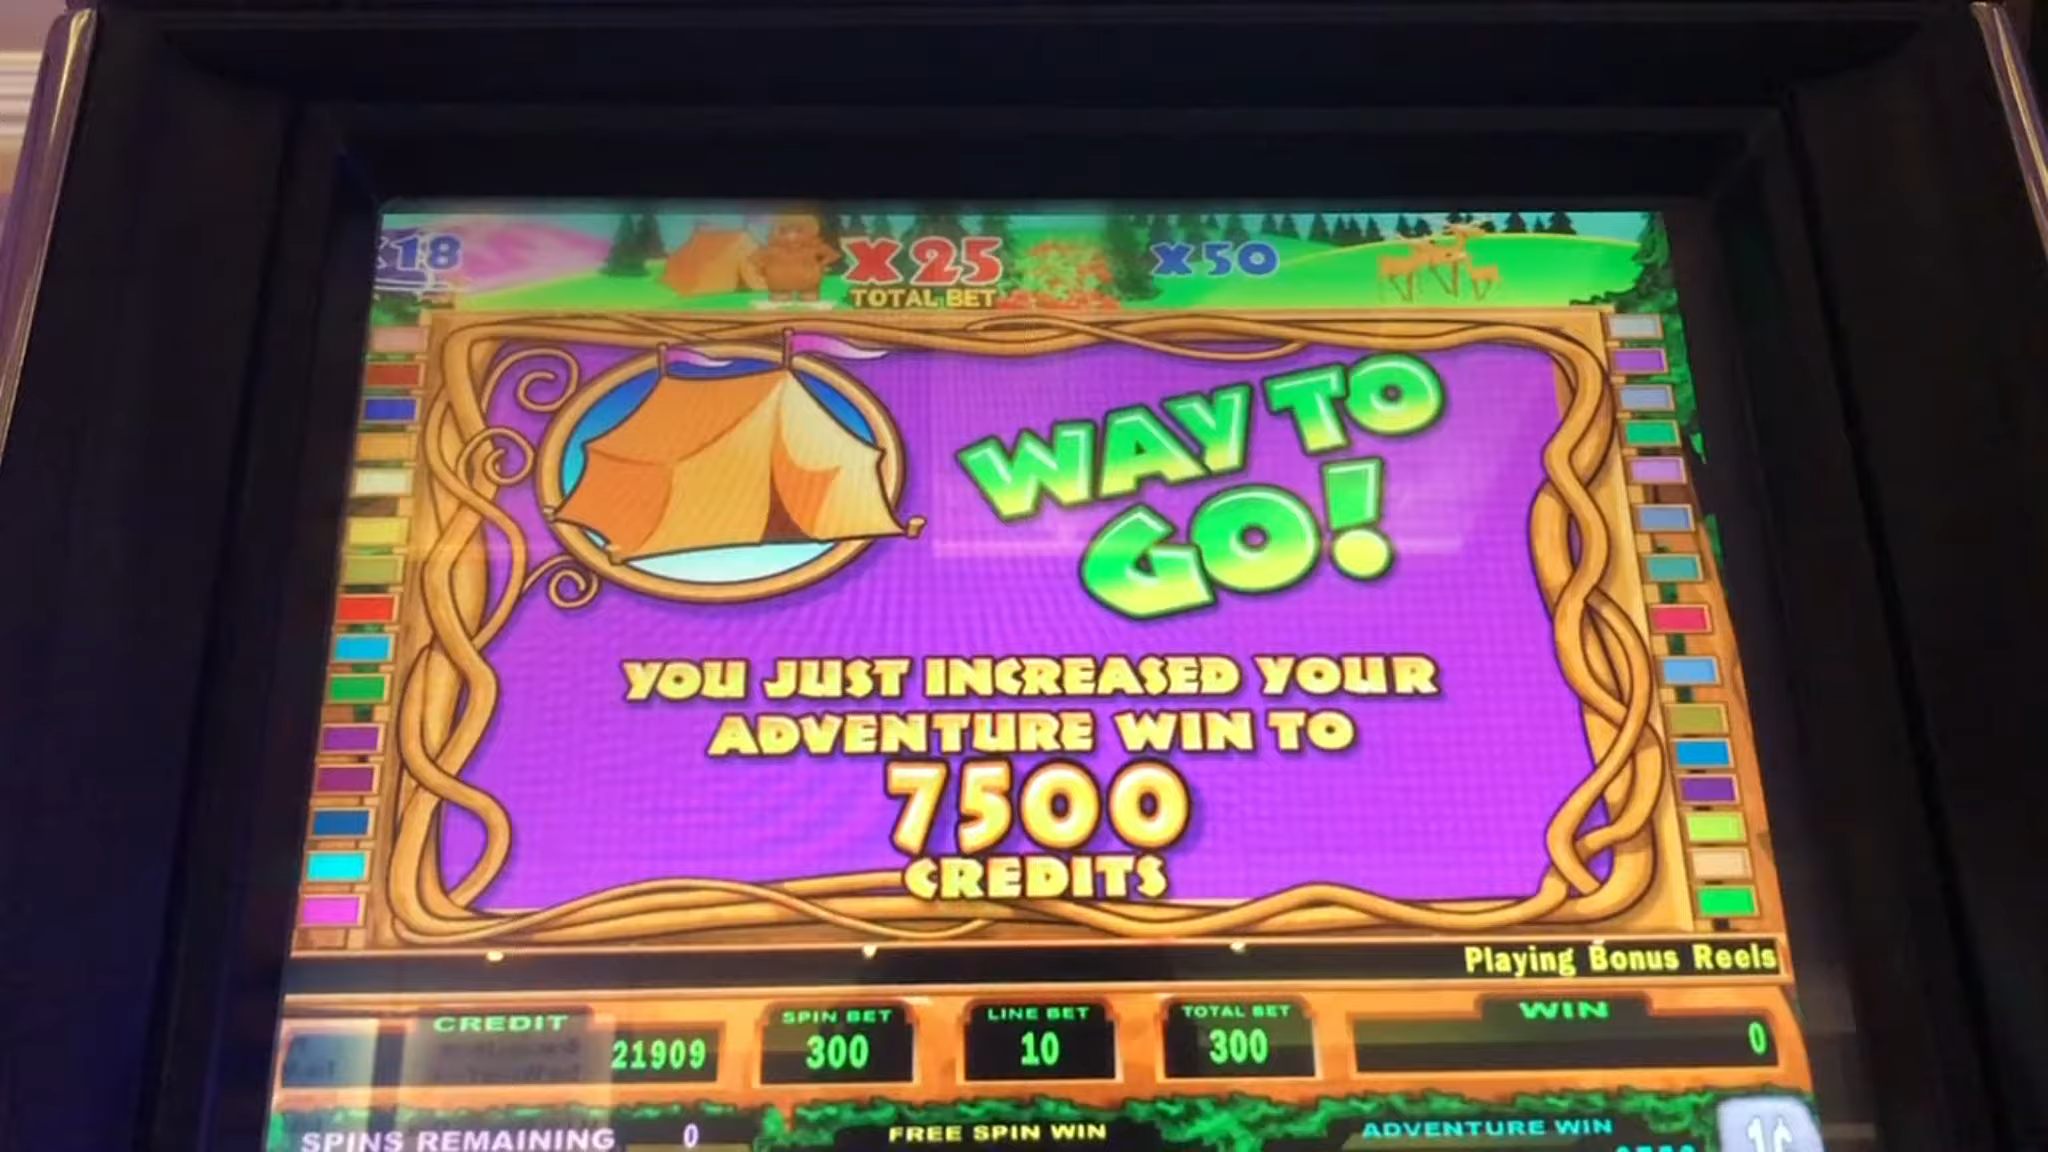 X18
X25
TOTAL BET
X50
WAY TO
GO!
YOU JUST INCREASED YOUR
ADVENTURE WIN TO
7500
CREDITS
Playing Bonus Reels
CREDIT
21909
SPIN BET
300
LINE BET
10
TOTAL BET
300
WIN
0
SPINS REMAINING 0
FREE SPIN WIN
ADVENTURE WIN
1¢